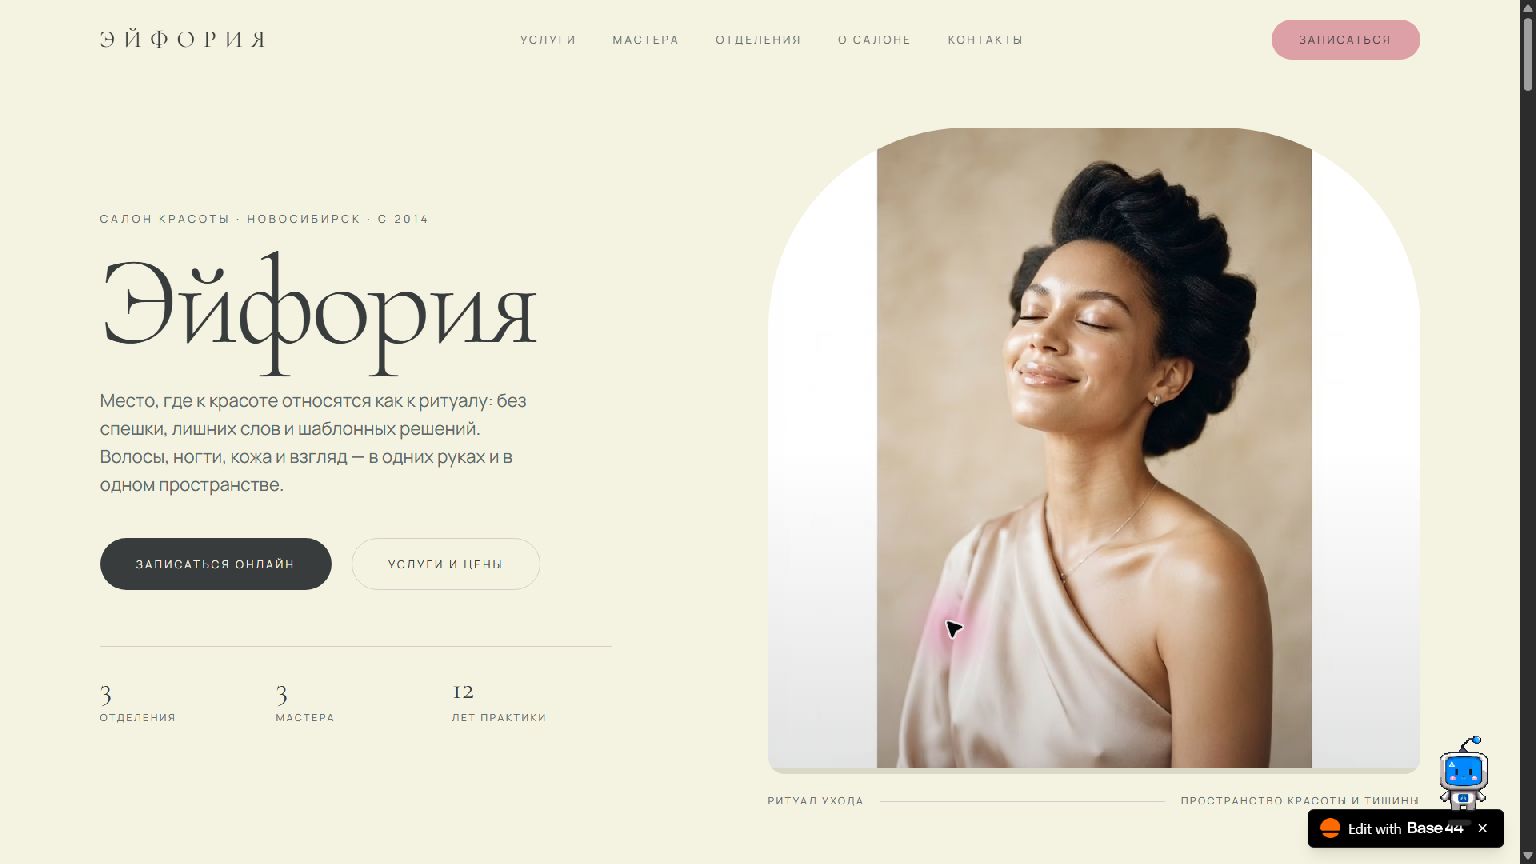 ЭЙФОРИЯ
УСЛУГИ
МАСТЕРА
ОТДЕЛЕНИЯ
О САЛОНЕ
КОНТАКТЫ
ЗАПИСАТЬСЯ
САЛОН КРАСОТЫ · НОВОСИБИРСК · С 2014
Эйфория
Место, где к красоте относятся как к ритуалу: без
спешки, лишних слов и шаблонных решений.
Волосы, ногти, кожа и взгляд — в одних руках и в
одном пространстве.
ЗАПИСАТЬСЯ ОНЛАЙН
УСЛУГИ И ЦЕНЫ
3
ОТДЕЛЕНИЯ
3
МАСТЕРА
12
ЛЕТ ПРАКТИКИ
РИТУАЛ УХОДА
ПРОСТРАНСТВО КРАСОТЫ И ТИШИНЫ
Edit with Base44